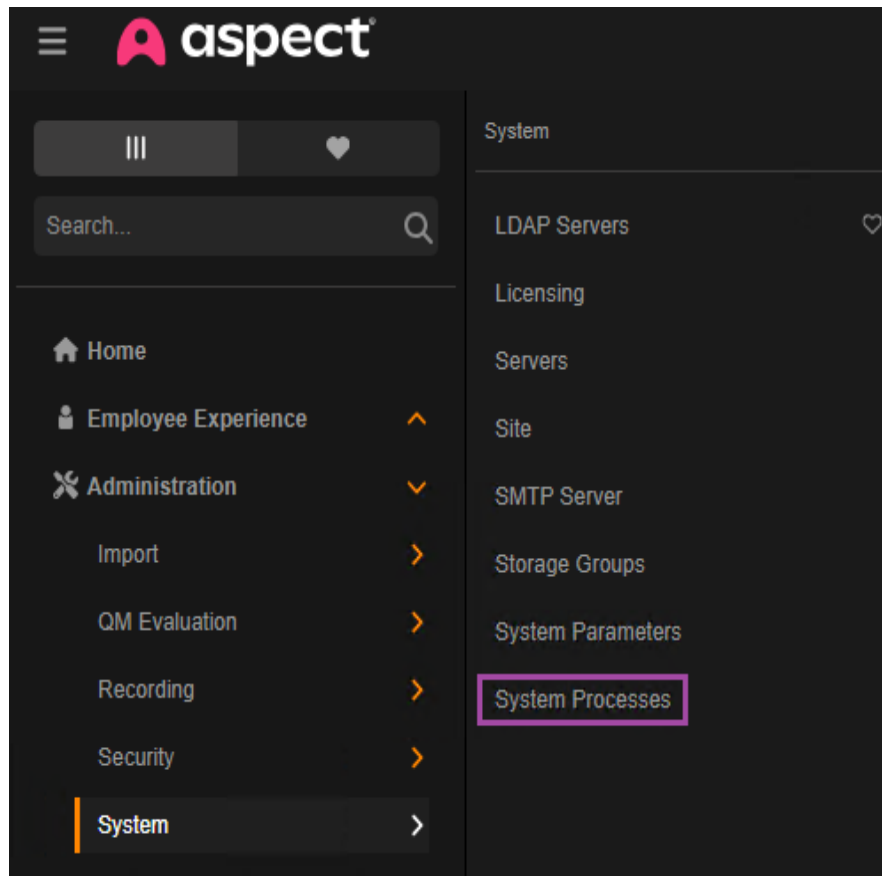 aspect
Search...
Home
Employee Experience
Administration
Import
QM Evaluation
Recording
Security
System
System
LDAP Servers
Licensing
Servers
Site
SMTP Server
Storage Groups
System Parameters
System Processes